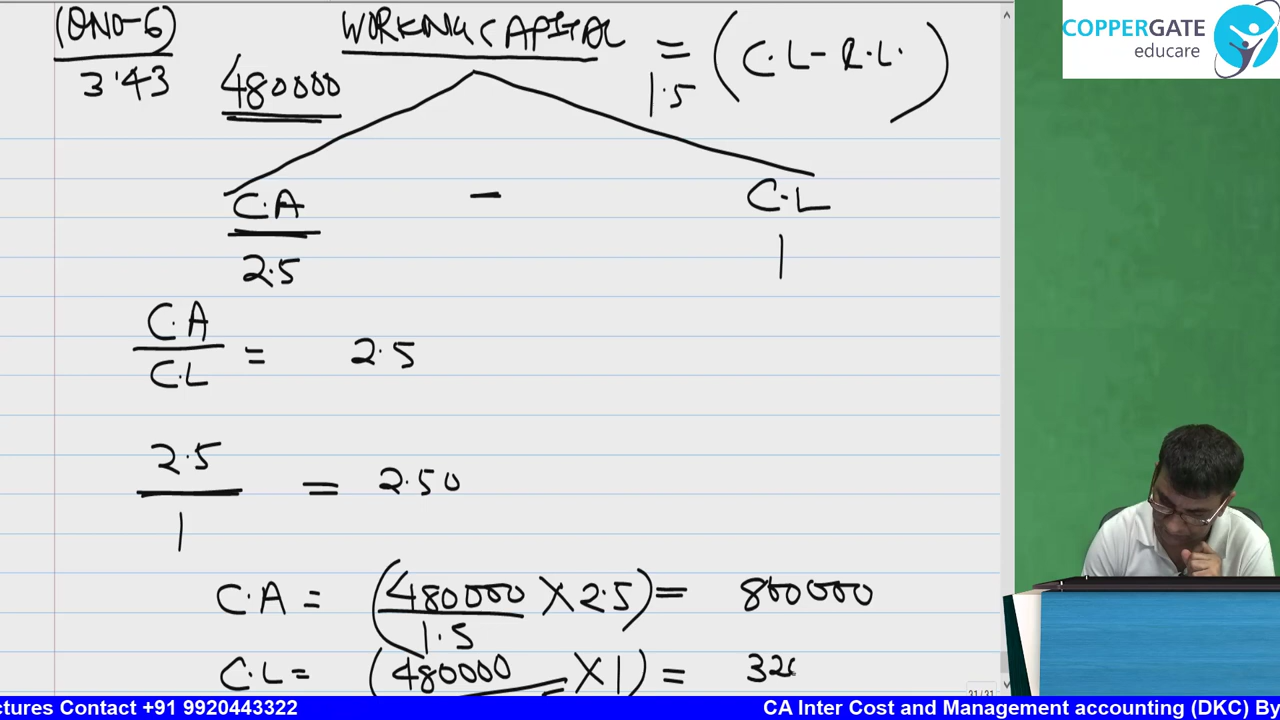 (QNO-6)
3.43
WORKING CAPITAL = (C.L-R.L.)
480000
1.5
C.A - C.L
2.5 1
C.A
C.L = 2.5
2.5
1 = 2.50
C.A = (480000 X 2.5) = 800000
1.5
C.L = (480000 X 1) =
COPPERGATE
educare
31/31
ctures Contact +91 9920443322
CA Inter Cost and Management accounting (DKC) By